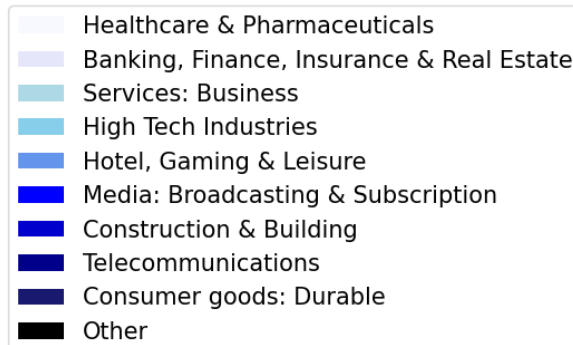 Healthcare & Pharmaceuticals
Banking, Finance, Insurance & Real Estate
Services: Business
High Tech Industries
Hotel, Gaming & Leisure
Media: Broadcasting & Subscription
Construction & Building
Telecommunications
Consumer goods: Durable
Other